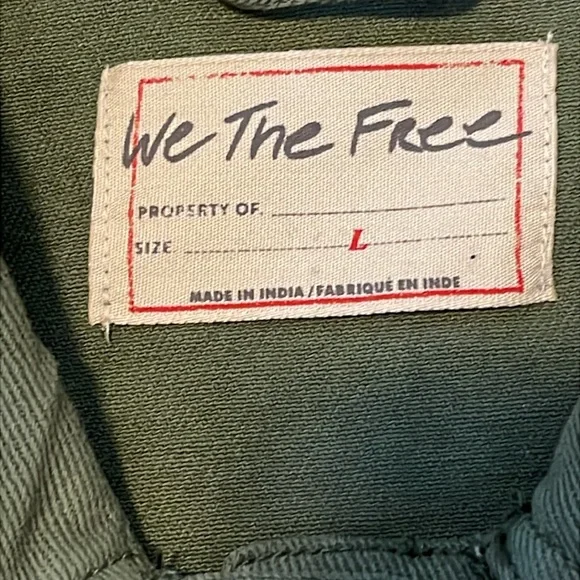 We The Free
PROPERTY OF.
SIZE L
MADE IN INDIA / FABRIQUÉ EN INDE